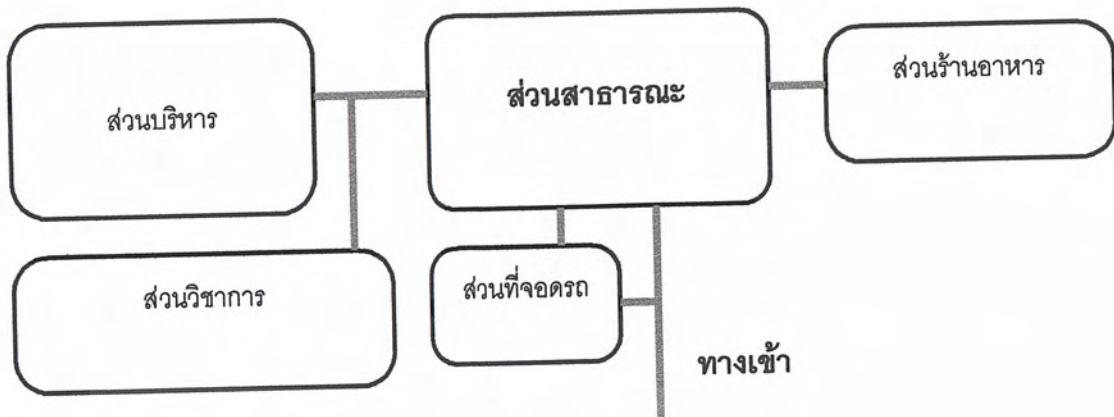 ส่วนบริหาร
ส่วนสาธารณะ
ส่วนร้านอาหาร
ส่วนวิชาการ
ส่วนที่จอดรถ
ทางเข้า